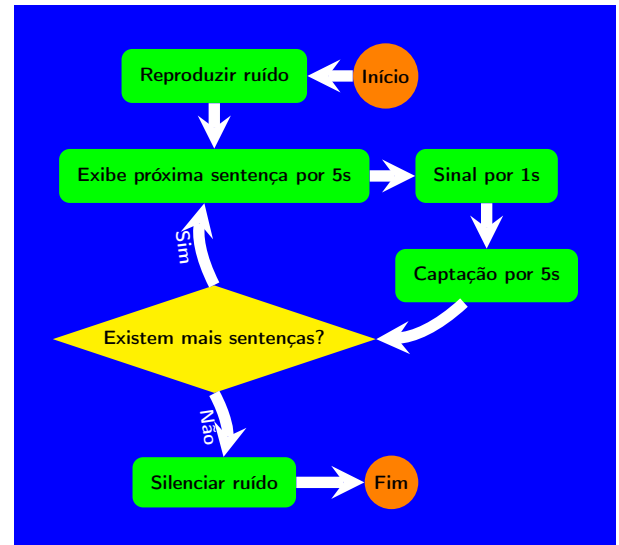 Reproduzir ruído
Início
Exibe próxima sentença por 5s
Sinal por 1s
Sim
Captação por 5s
Existem mais sentenças?
Não
Silenciar ruído
Fim